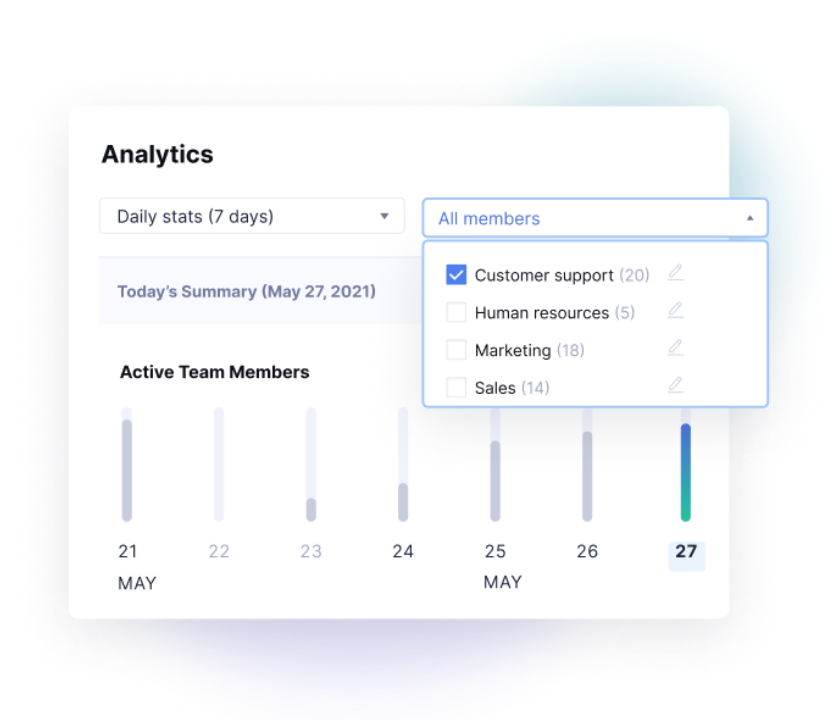 Analytics
Daily stats (7 days)
All members
Today’s Summary (May 27, 2021)
Customer support (20)
Human resources (5)
Marketing (18)
Sales (14)
Active Team Members
21 22 23 24 25 26 27
MAY MAY